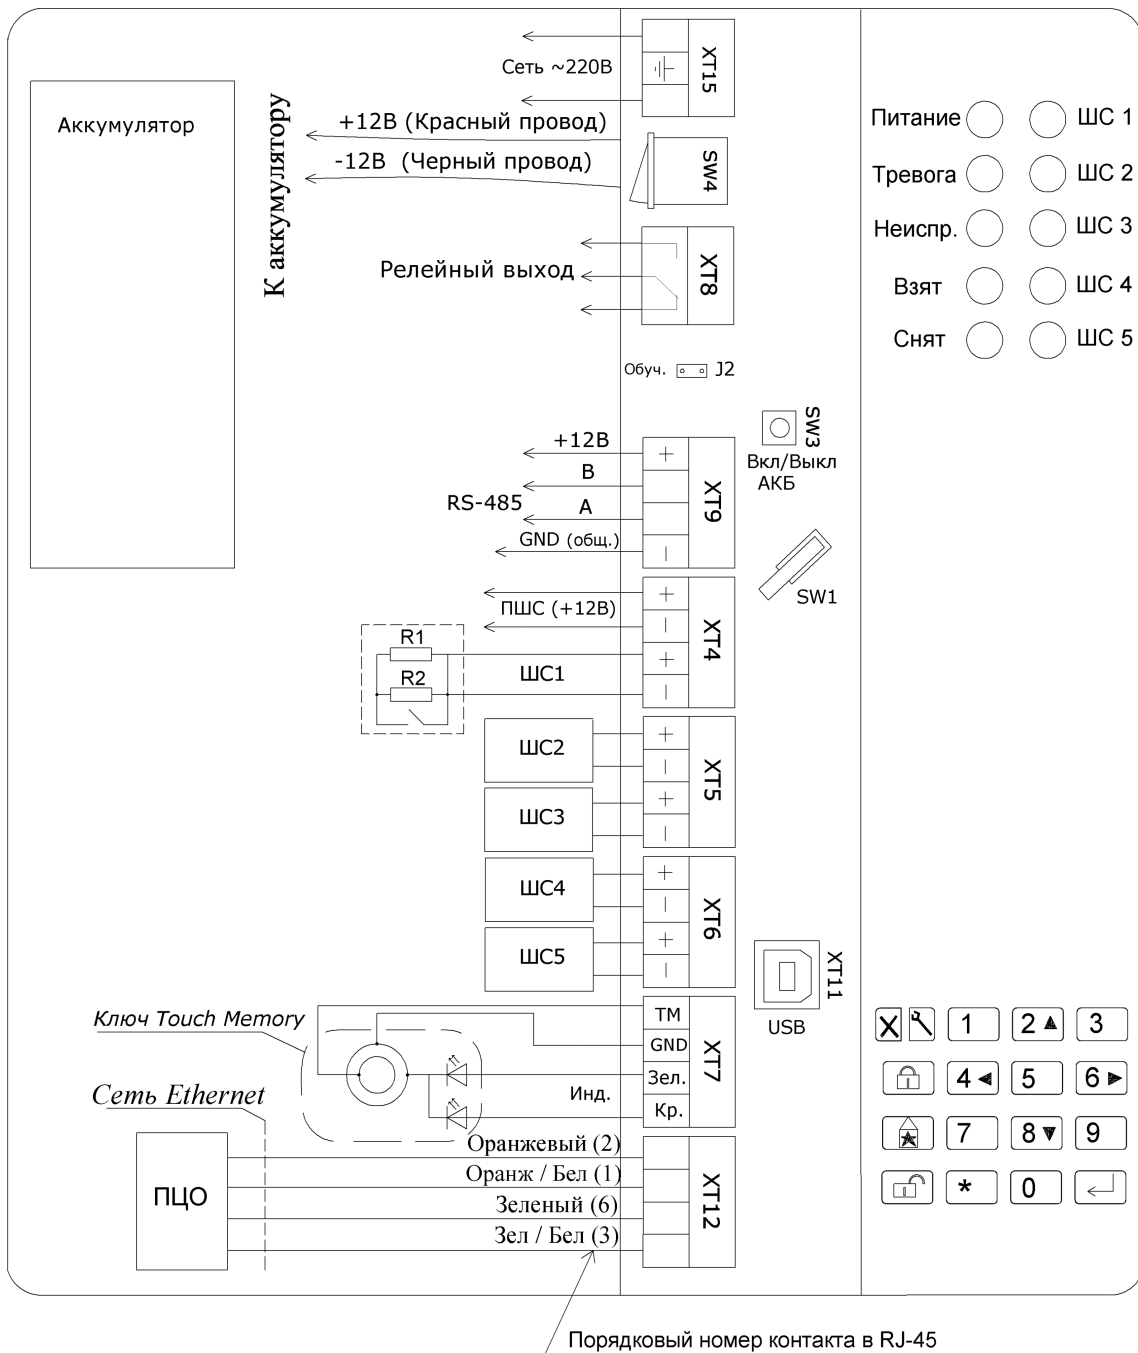 Аккумулятор
К аккумулятору
Сеть ~220В
XT15
+12В (Красный провод)
-12В (Черный провод)
SW4
Релейный выход
XT8
Обуч.
J2
SW3
Вкл/Выкл
АКБ
+12В
B
RS-485
A
GND (общ.)
+
–
XT9
SW1
ПШС (+12В)
+
–
+
–
XT4
R1
R2
ШС1
ШС2
ШС3
+
–
+
–
XT5
ШС4
ШС5
+
–
+
–
XT6
XT11
USB
Ключ Touch Memory
TM
GND
Зел.
Кр.
XT7
Инд.
Сеть Ethernet
ПЦО
Оранжевый (2)
Оранж / Бел (1)
Зеленый (6)
Зел / Бел (3)
XT12
Порядковый номер контакта в RJ-45
Питание ШС 1
Тревога ШС 2
Неиспр. ШС 3
Взят ШС 4
Снят ШС 5
X 1 2 3
4 5 6
7 8 9
* 0